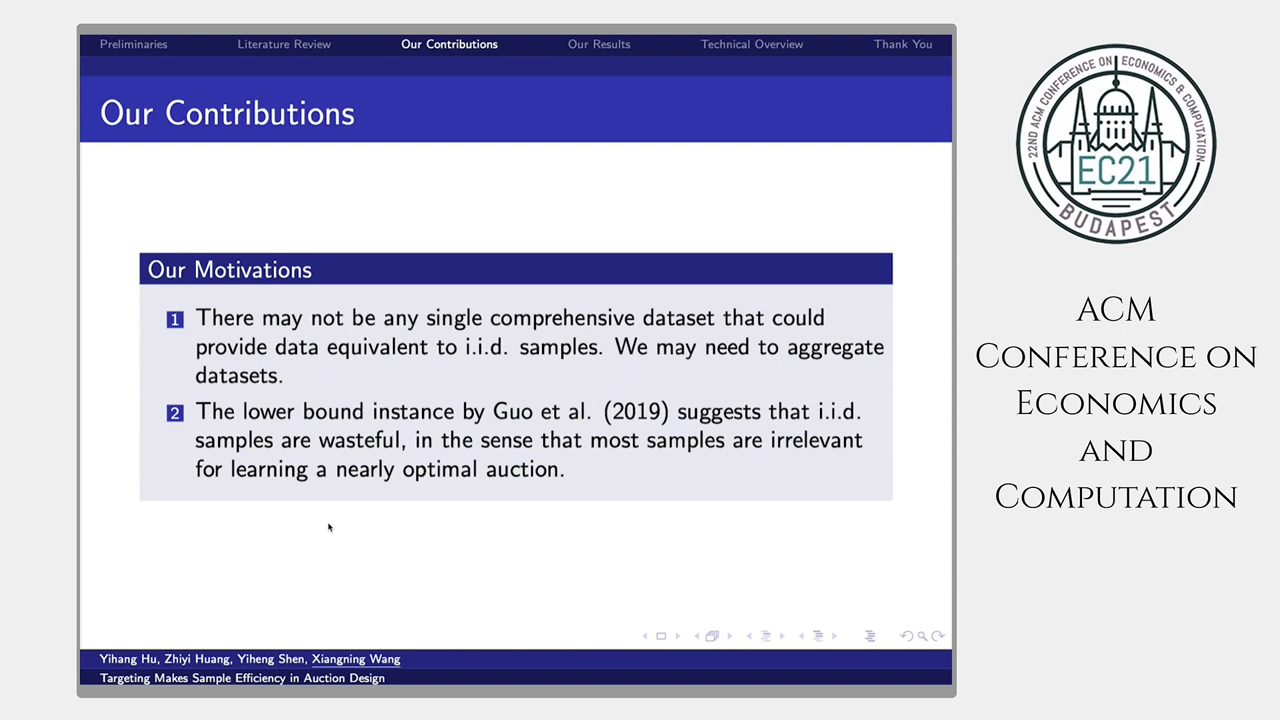 Preliminaries Literature Review Our Contributions Our Results Technical Overview Thank You
Our Contributions
Our Motivations
1 There may not be any single comprehensive dataset that could
provide data equivalent to i.i.d. samples. We may need to aggregate
datasets.
2 The lower bound instance by Guo et al. (2019) suggests that i.i.d.
samples are wasteful, in the sense that most samples are irrelevant
for learning a nearly optimal auction.
Yihang Hu, Zhiyi Huang, Yiheng Shen, Xiangning Wang
Targeting Makes Sample Efficiency in Auction Design
22ND ACM CONFERENCE ON ECONOMICS & COMPUTATION
EC21
BUDAPEST
ACM
CONFERENCE ON
ECONOMICS
AND
COMPUTATION